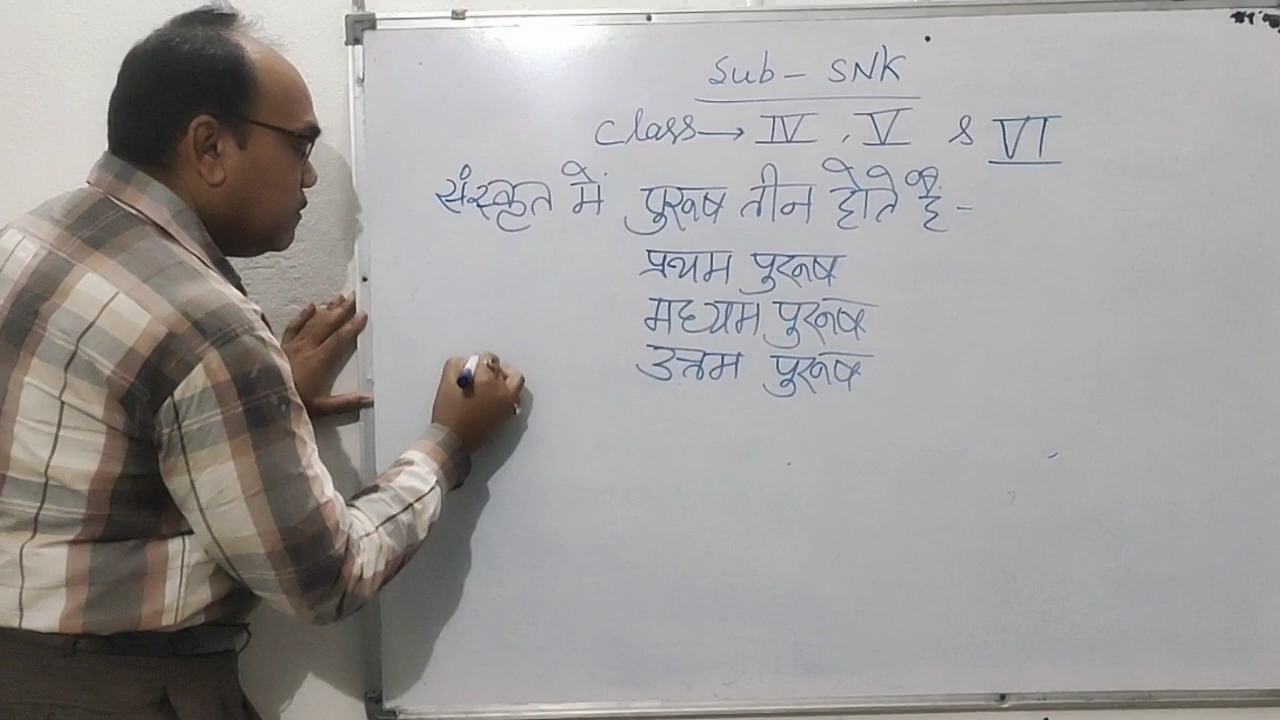 Sub - SNK
Class → IV, V & VI
संस्कृत में पुरूष तीन होते हैं -
प्रथम पुरूष
मध्यम पुरूष
उत्तम पुरूष